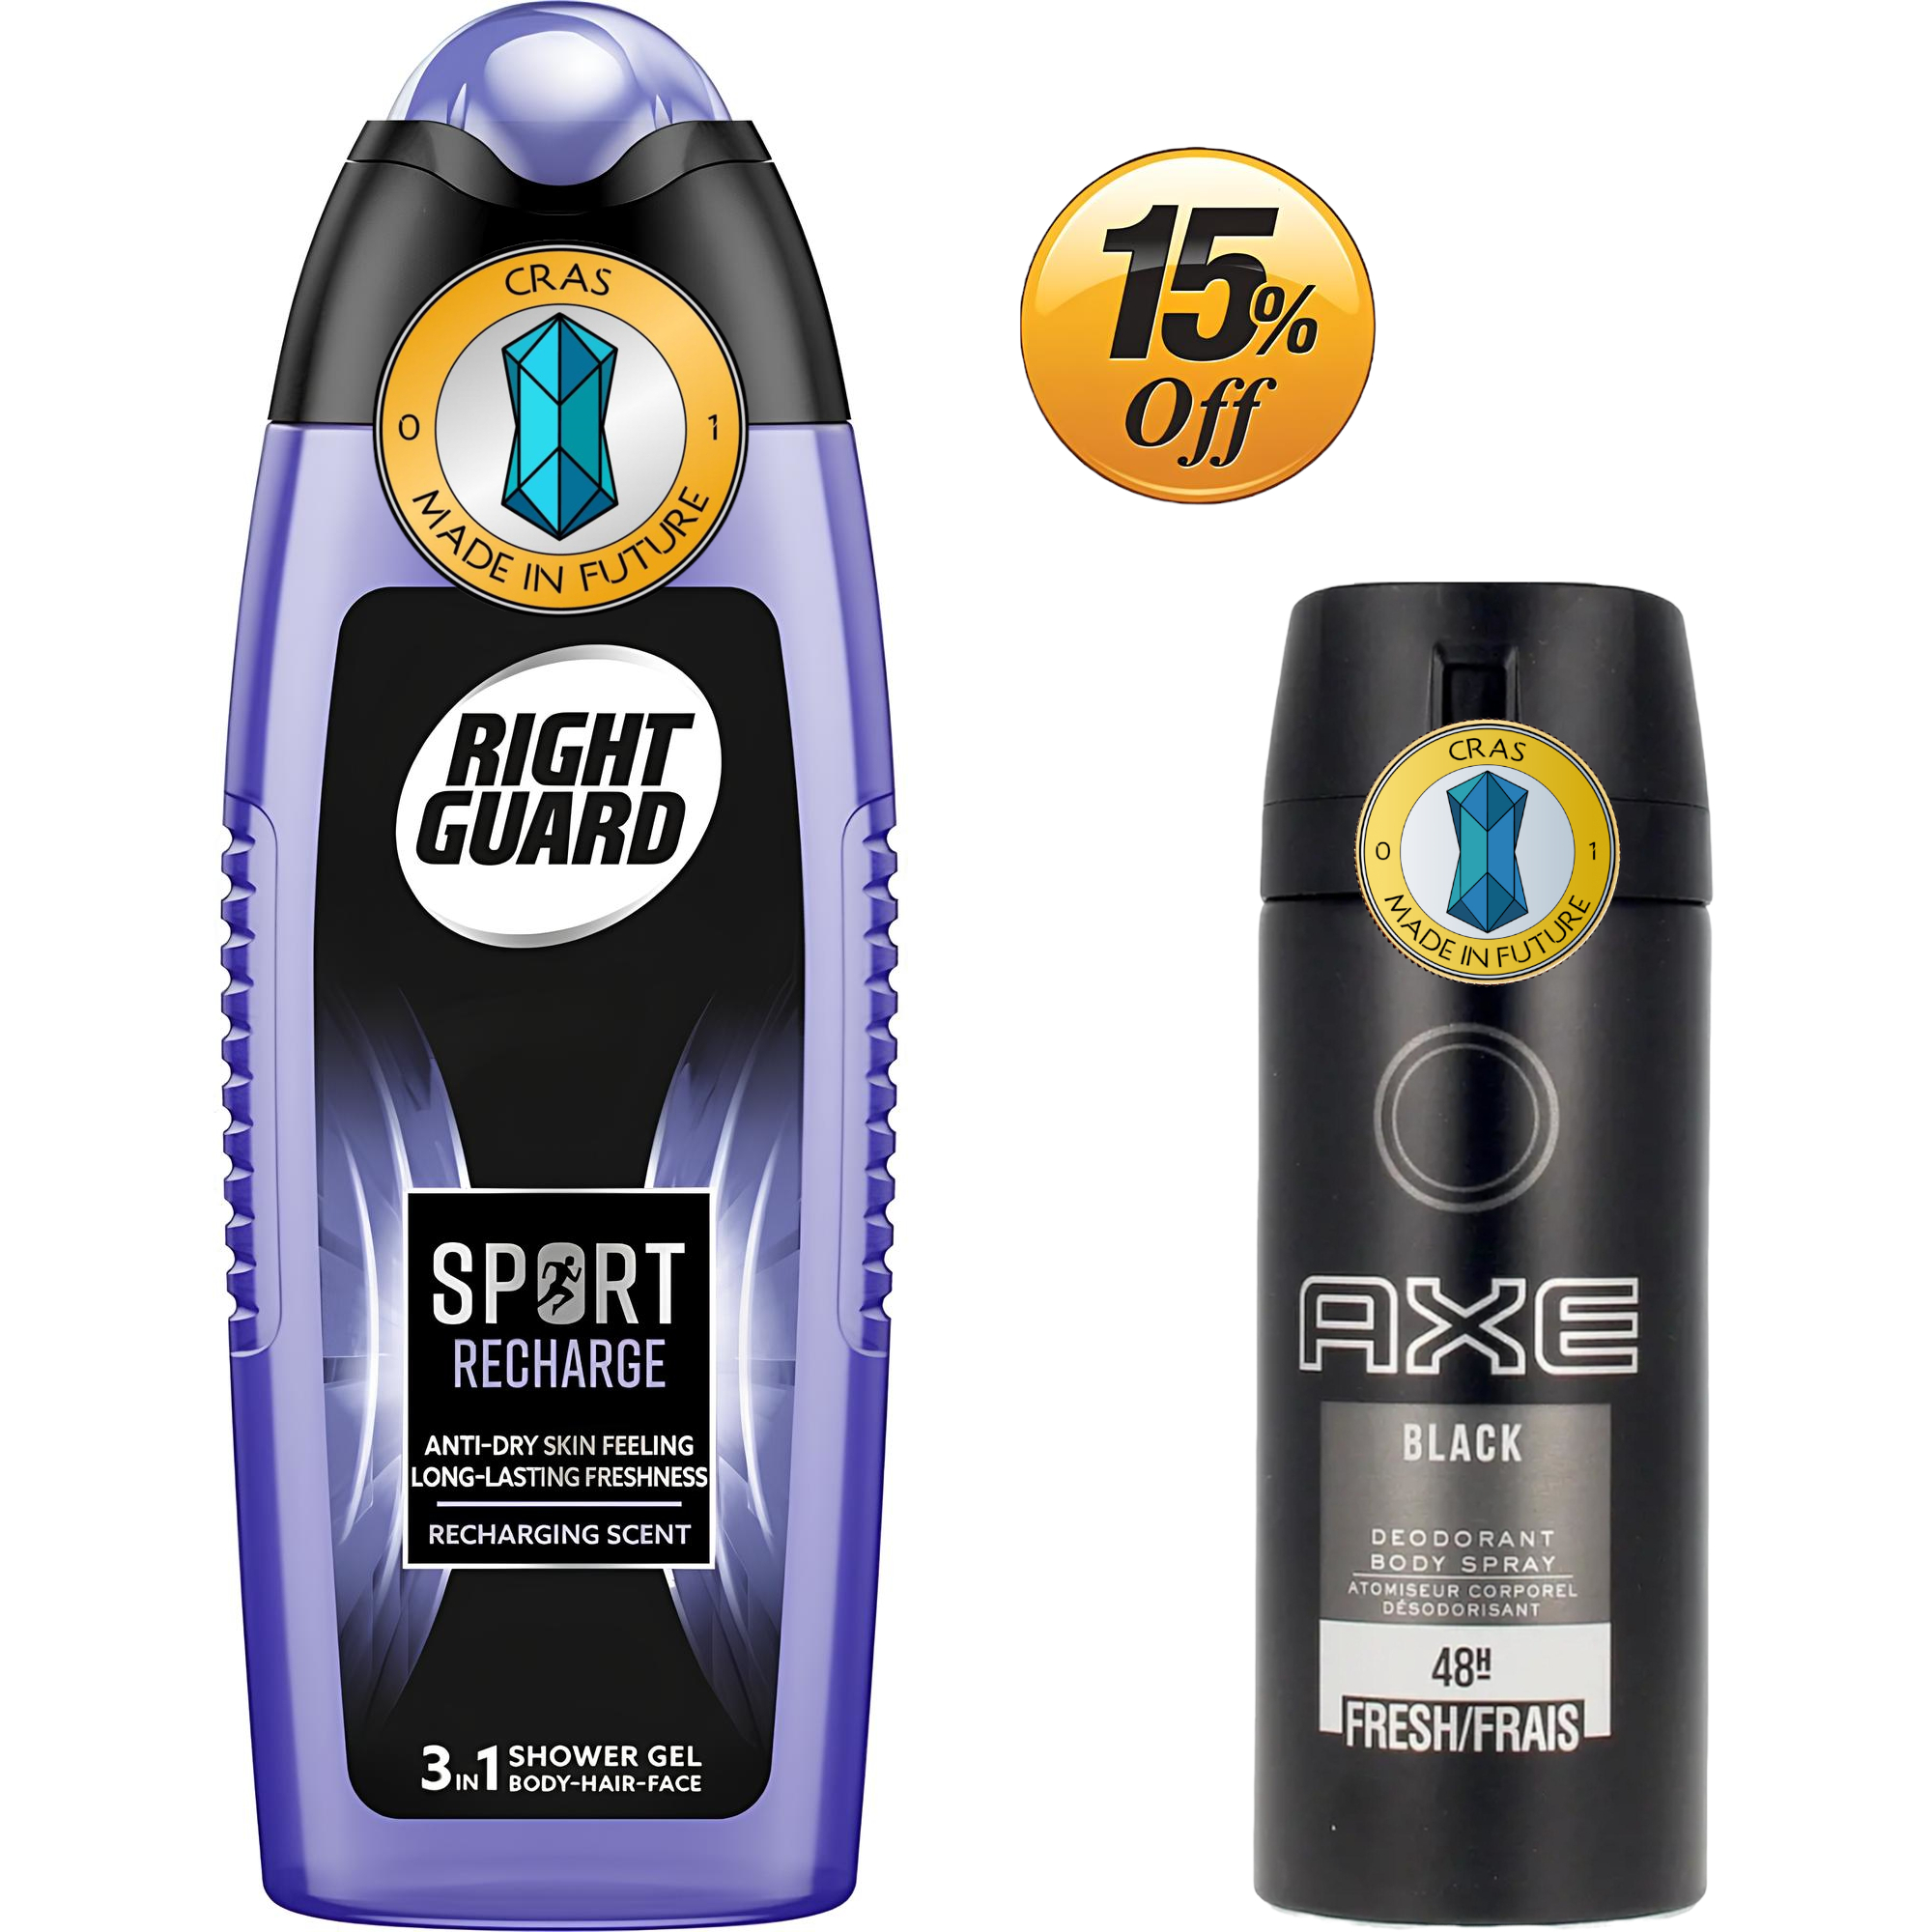 CRAS
0 1
MADE IN FUTURE
RIGHT
GUARD
SPORT
RECHARGE
ANTI-DRY SKIN FEELING
LONG-LASTING FRESHNESS
RECHARGING SCENT
3 IN 1 SHOWER GEL
BODY-HAIR-FACE
15%
Off
CRAS
0 1
MADE IN FUTURE
AXE
BLACK
DEODORANT
BODY SPRAY
ATOMISEUR CORPOREL
DÉSODORISANT
48H
FRESH/FRAIS